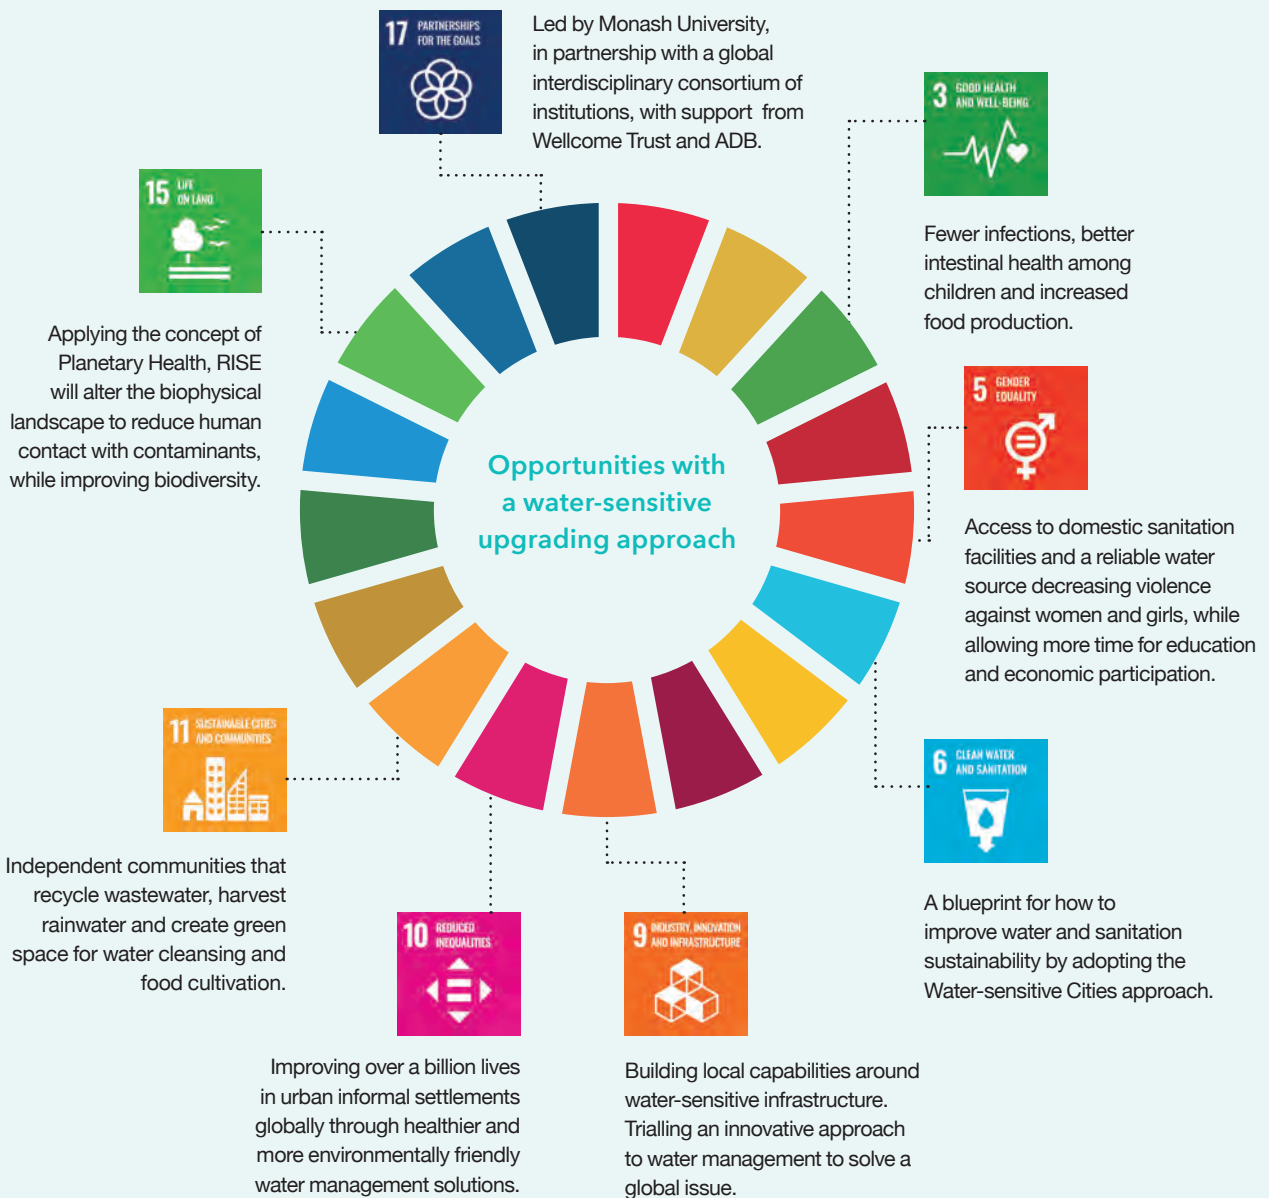 17 PARTNERSHIPS
FOR THE GOALS
Led by Monash University,
in partnership with a global
interdisciplinary consortium of
institutions, with support from
Wellcome Trust and ADB.
3 GOOD HEALTH
AND WELL-BEING
Fewer infections, better
intestinal health among
children and increased
food production.
5 GENDER
EQUALITY
Access to domestic sanitation
facilities and a reliable water
source decreasing violence
against women and girls, while
allowing more time for education
and economic participation.
6 CLEAN WATER
AND SANITATION
A blueprint for how to
improve water and sanitation
sustainability by adopting the
Water-sensitive Cities approach.
9 INDUSTRY, INNOVATION
AND INFRASTRUCTURE
Building local capabilities around
water-sensitive infrastructure.
Trialling an innovative approach
to water management to solve a
global issue.
10 REDUCED
INEQUALITIES
Improving over a billion lives
in urban informal settlements
globally through healthier and
more environmentally friendly
water management solutions.
11 SUSTAINABLE CITIES
AND COMMUNITIES
Independent communities that
recycle wastewater, harvest
rainwater and create green
space for water cleansing and
food cultivation.
15 LIFE
ON LAND
Applying the concept of
Planetary Health, RISE
will alter the biophysical
landscape to reduce human
contact with contaminants,
while improving biodiversity.
Opportunities with
a water-sensitive
upgrading approach